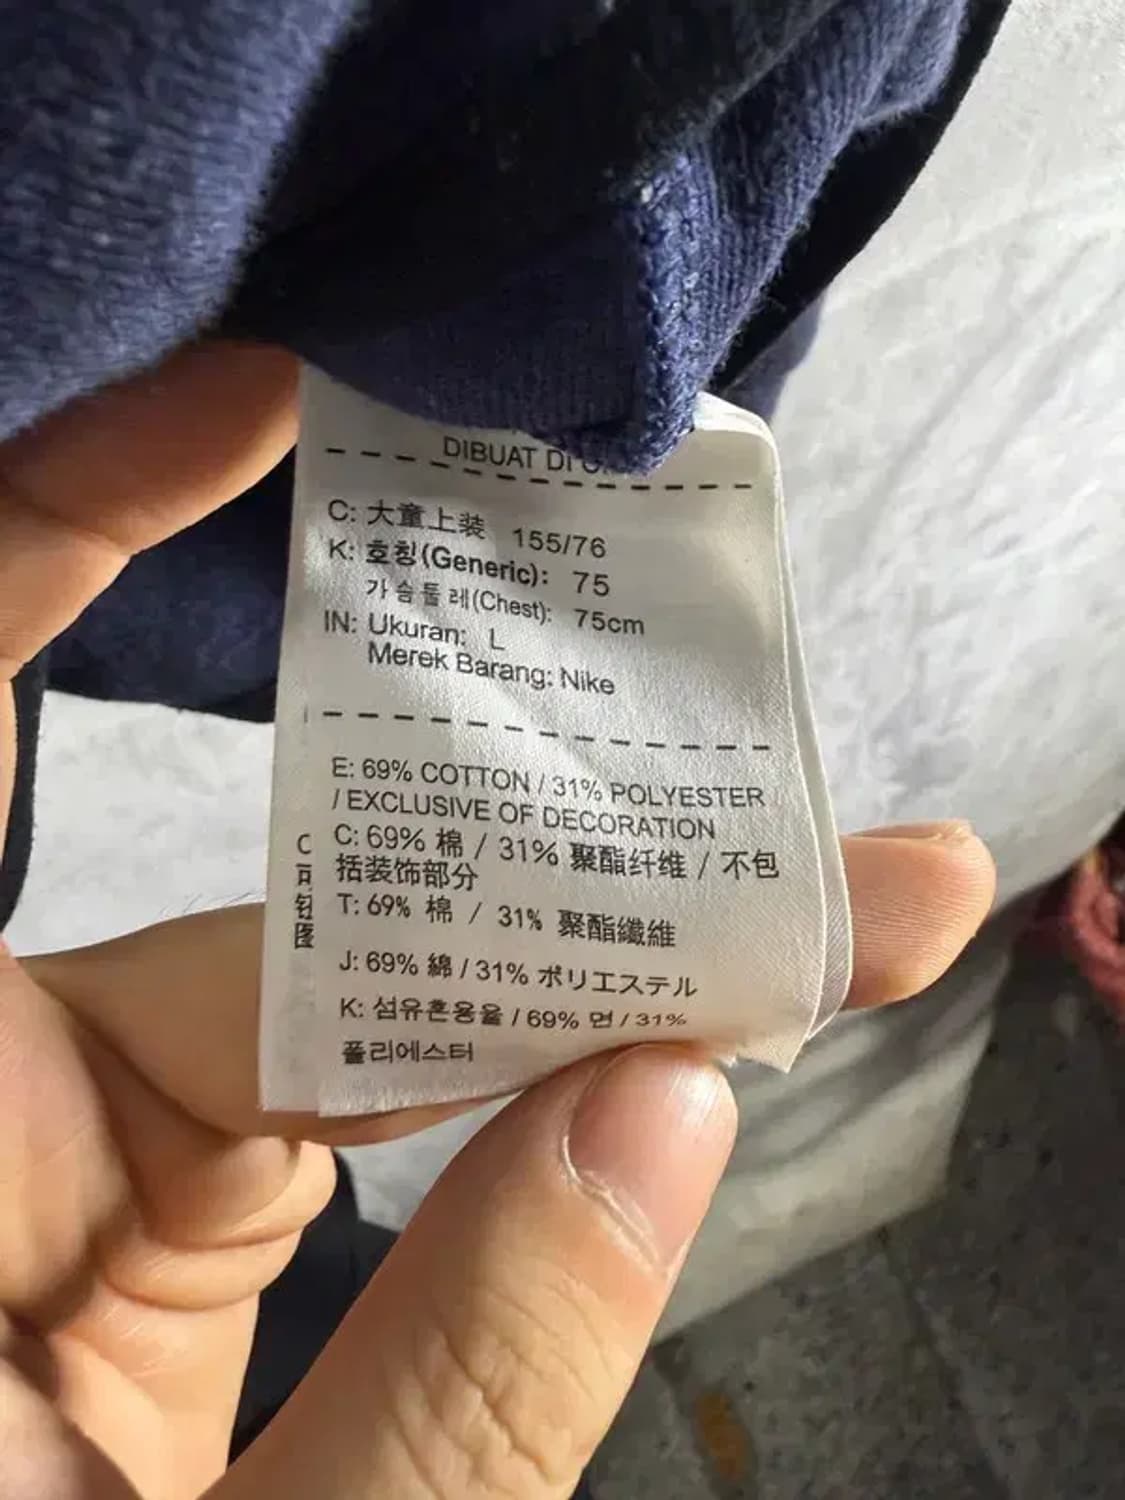 DIBUAT DI
C: 大童上装 155/76
K: 호칭(Generic): 75
가슴둘레(Chest): 75cm
IN: Ukuran: L
Merek Barang: Nike
E: 69% COTTON / 31% POLYESTER
/ EXCLUSIVE OF DECORATION
C: 69% 棉 / 31% 聚酯纤维 / 不包
括装饰部分
T: 69% 棉 / 31% 聚酯纖維
J: 69% 綿 / 31% ポリエステル
K: 섬유혼용율 / 69% 면 / 31%
폴리에스터